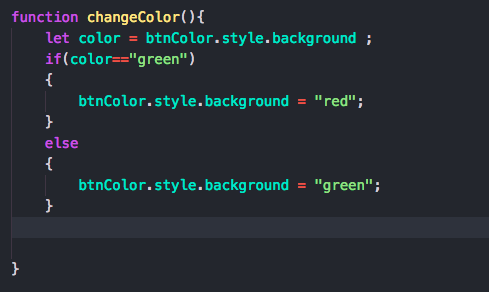 function changeColor(){
    let color = btnColor.style.background ;
    if(color=="green")
    {
        btnColor.style.background = "red";
    }
    else
    {
        btnColor.style.background = "green";
    }
}